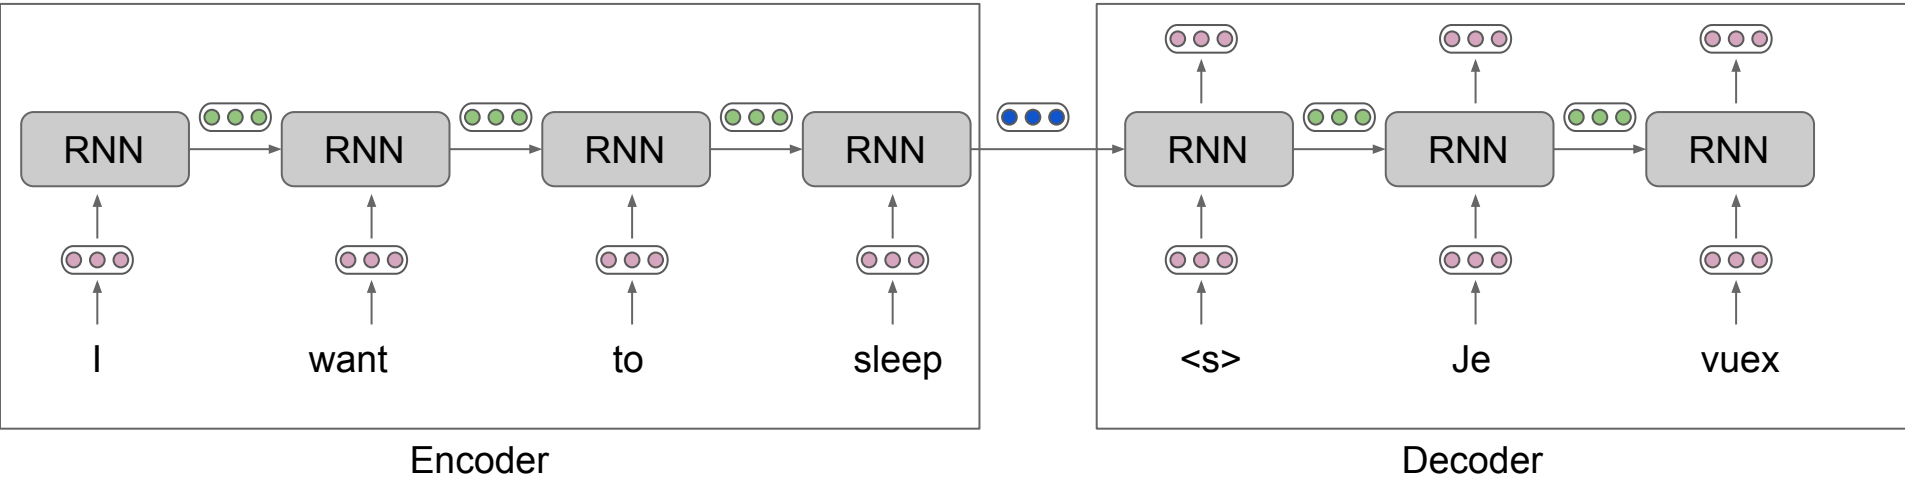 RNN RNN RNN RNN RNN RNN RNN
I want to sleep <s> Je vuex
Encoder Decoder